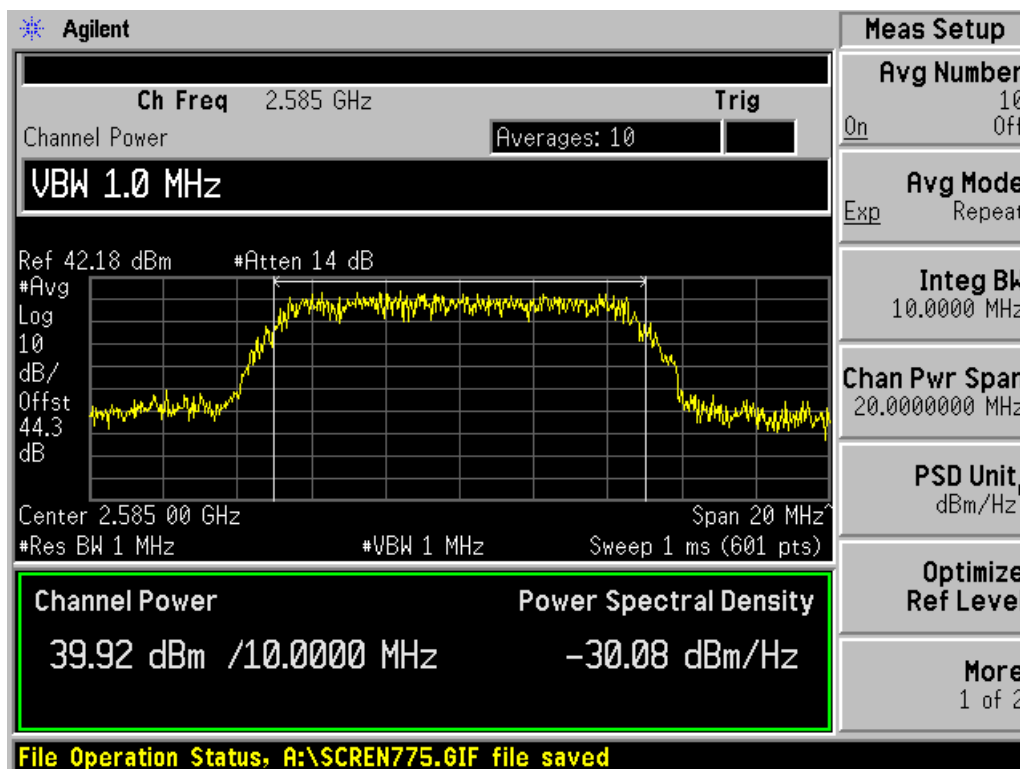 Agilent
Ch Freq 2.585 GHz Trig
Channel Power Averages: 10
VBW 1.0 MHz
Ref 42.18 dBm #Atten 14 dB
#Avg
Log
10
dB/
Offst
44.3
dB
Center 2.585 00 GHz Span 20 MHz^
#Res BW 1 MHz #VBW 1 MHz Sweep 1 ms (601 pts)
Channel Power Power Spectral Density
39.92 dBm /10.0000 MHz -30.08 dBm/Hz
File Operation Status, A:\SCREN775.GIF file saved
Meas Setup
Avg Number
10
On Off
Avg Mode
Exp Repeat
Integ BW
10.0000 MHz
Chan Pwr Span
20.0000000 MHz
PSD Unit
dBm/Hz
Optimize
Ref Level
More
1 of 2